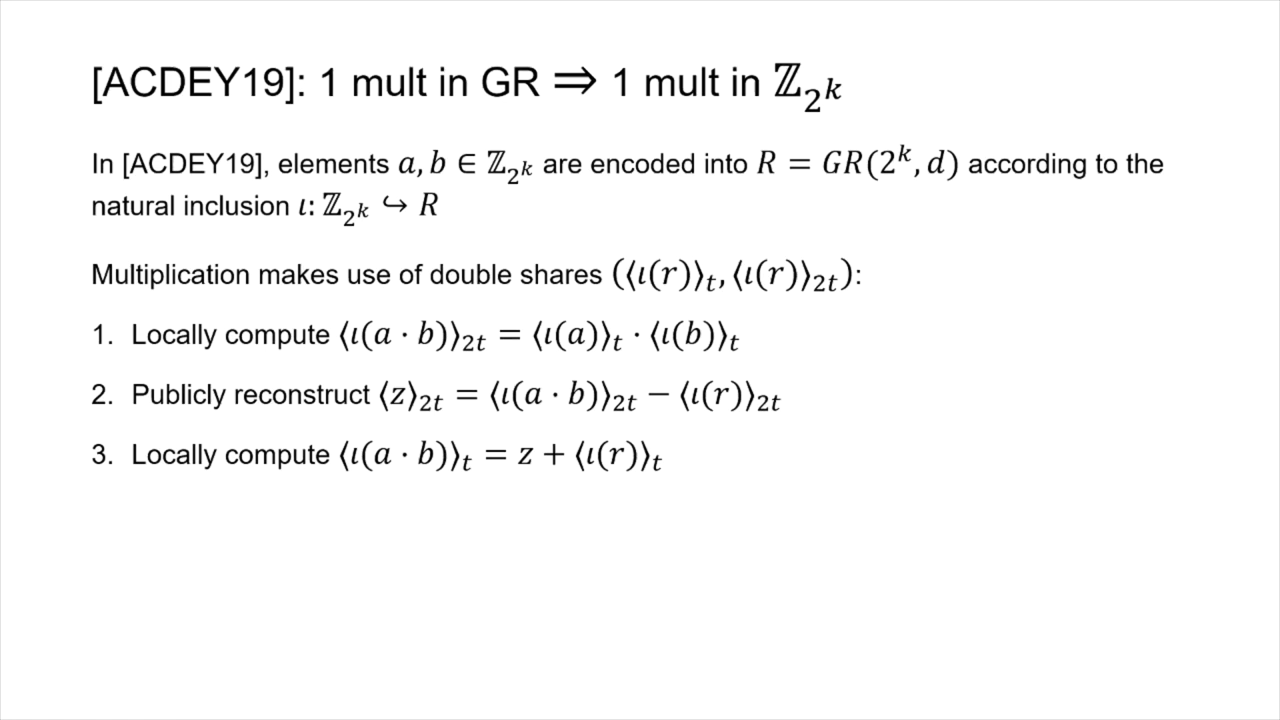 [ACDEY19]: 1 mult in GR ⟹ 1 mult in ℤ_{2^k}
In [ACDEY19], elements a, b ∈ ℤ_{2^k} are encoded into R = GR(2^k, d) according to the
natural inclusion ι: ℤ_{2^k} ↪ R
Multiplication makes use of double shares (⟨ι(r)⟩_t, ⟨ι(r)⟩_{2t}):
1. Locally compute ⟨ι(a · b)⟩_{2t} = ⟨ι(a)⟩_t · ⟨ι(b)⟩_t
2. Publicly reconstruct ⟨z⟩_{2t} = ⟨ι(a · b)⟩_{2t} − ⟨ι(r)⟩_{2t}
3. Locally compute ⟨ι(a · b)⟩_t = z + ⟨ι(r)⟩_t